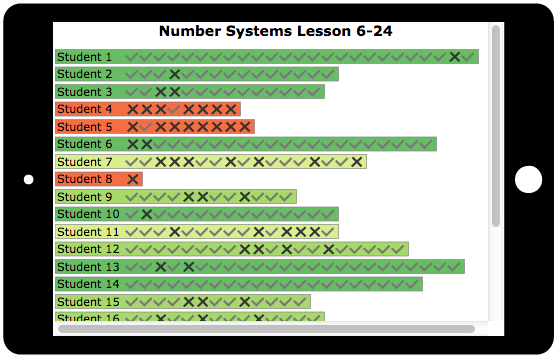 Number Systems Lesson 6-24
Student 1
Student 2
Student 3
Student 4
Student 5
Student 6
Student 7
Student 8
Student 9
Student 10
Student 11
Student 12
Student 13
Student 14
Student 15
Student 16